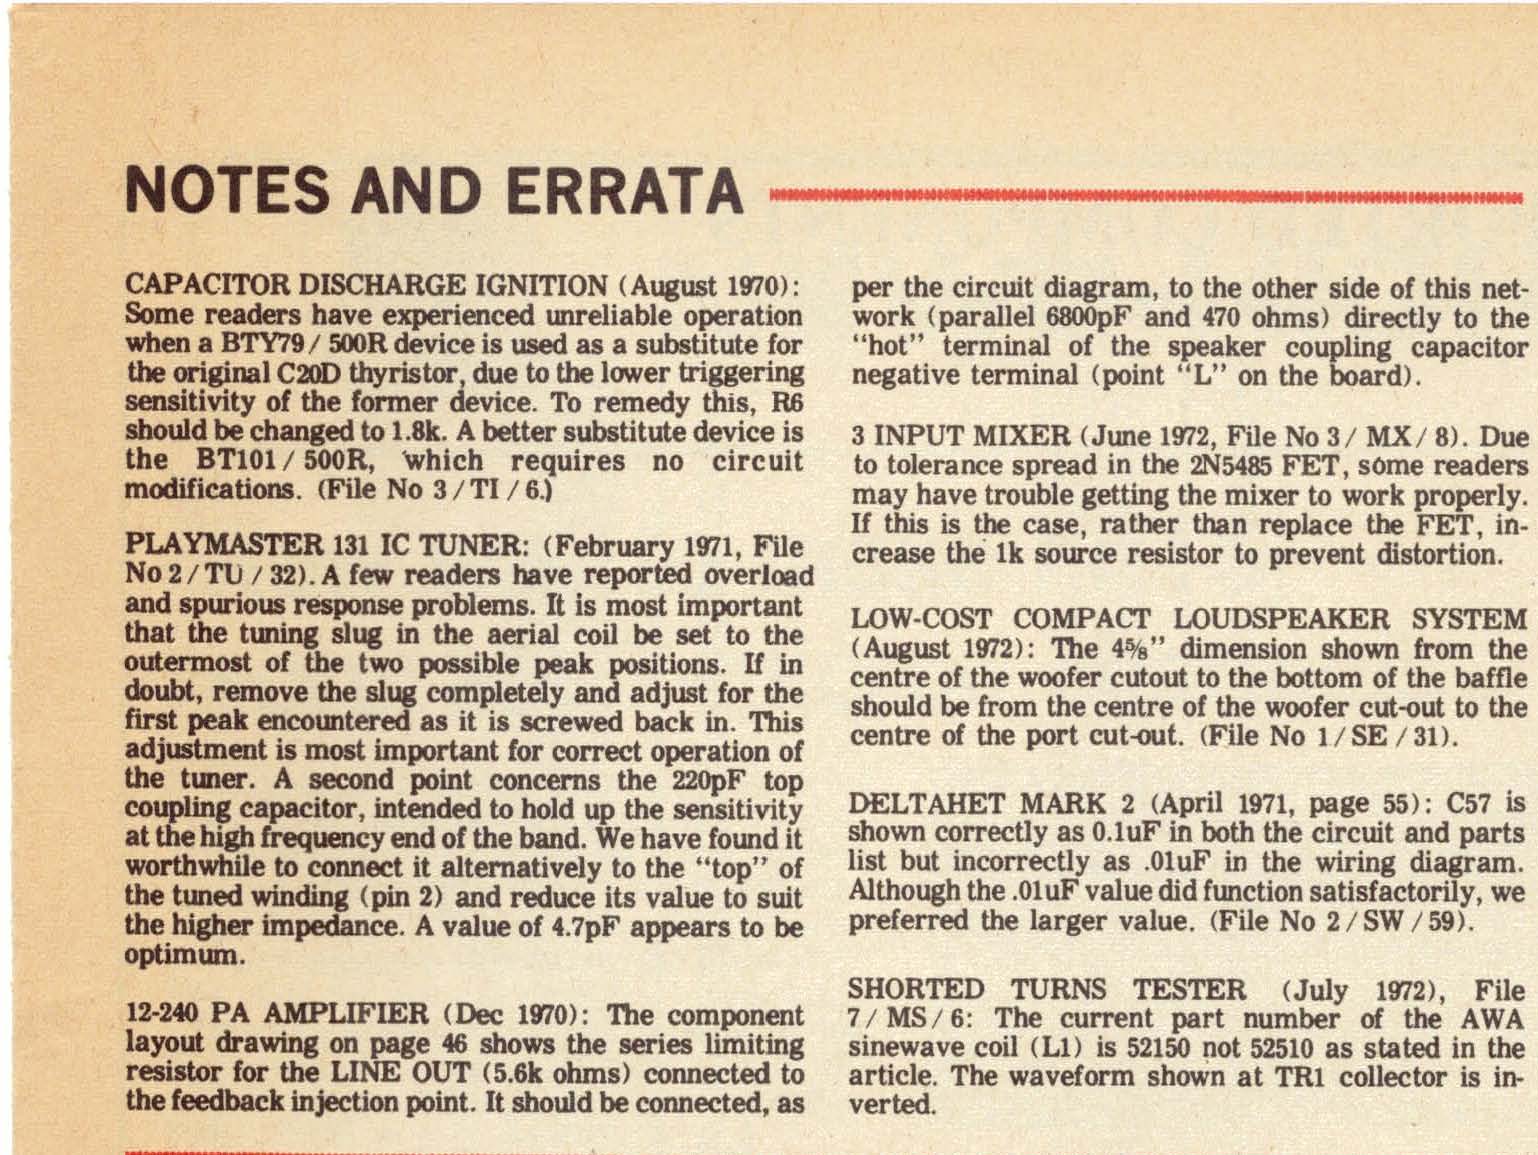 NOTES AND ERRATA
CAPACITOR DISCHARGE IGNITION (August 1970):
Some readers have experienced unreliable operation
when a BTY79 / 500R device is used as a substitute for
the original C20D thyristor, due to the lower triggering
sensitivity of the former device. To remedy this, R6
should be changed to 1.8k. A better substitute device is
the BT101 / 500R, which requires no circuit
modifications. (File No 3 / TI / 6.)
PLAYMASTER 131 IC TUNER: (February 1971, File
No 2 / TU / 32). A few readers have reported overload
and spurious response problems. It is most important
that the tuning slug in the aerial coil be set to the
outermost of the two possible peak positions. If in
doubt, remove the slug completely and adjust for the
first peak encountered as it is screwed back in. This
adjustment is most important for correct operation of
the tuner. A second point concerns the 220pF top
coupling capacitor, intended to hold up the sensitivity
at the high frequency end of the band. We have found it
worthwhile to connect it alternatively to the "top" of
the tuned winding (pin 2) and reduce its value to suit
the higher impedance. A value of 4.7pF appears to be
optimum.
12-240 PA AMPLIFIER (Dec 1970): The component
layout drawing on page 46 shows the series limiting
resistor for the LINE OUT (5.6k ohms) connected to
the feedback injection point. It should be connected, as
per the circuit diagram, to the other side of this net-
work (parallel 6800pF and 470 ohms) directly to the
"hot" terminal of the speaker coupling capacitor
negative terminal (point "L" on the board).
3 INPUT MIXER (June 1972, File No 3 / MX / 8). Due
to tolerance spread in the 2N5485 FET, some readers
may have trouble getting the mixer to work properly.
If this is the case, rather than replace the FET, in-
crease the 1k source resistor to prevent distortion.
LOW-COST COMPACT LOUDSPEAKER SYSTEM
(August 1972): The 4⅝" dimension shown from the
centre of the woofer cutout to the bottom of the baffle
should be from the centre of the woofer cut-out to the
centre of the port cut-out. (File No 1 / SE / 31).
DELTAHET MARK 2 (April 1971, page 55): C57 is
shown correctly as 0.1uF in both the circuit and parts
list but incorrectly as .01uF in the wiring diagram.
Although the .01uF value did function satisfactorily, we
preferred the larger value. (File No 2 / SW / 59).
SHORTED TURNS TESTER (July 1972), File
7 / MS / 6: The current part number of the AWA
sinewave coil (L1) is 52150 not 52510 as stated in the
article. The waveform shown at TR1 collector is in-
verted.